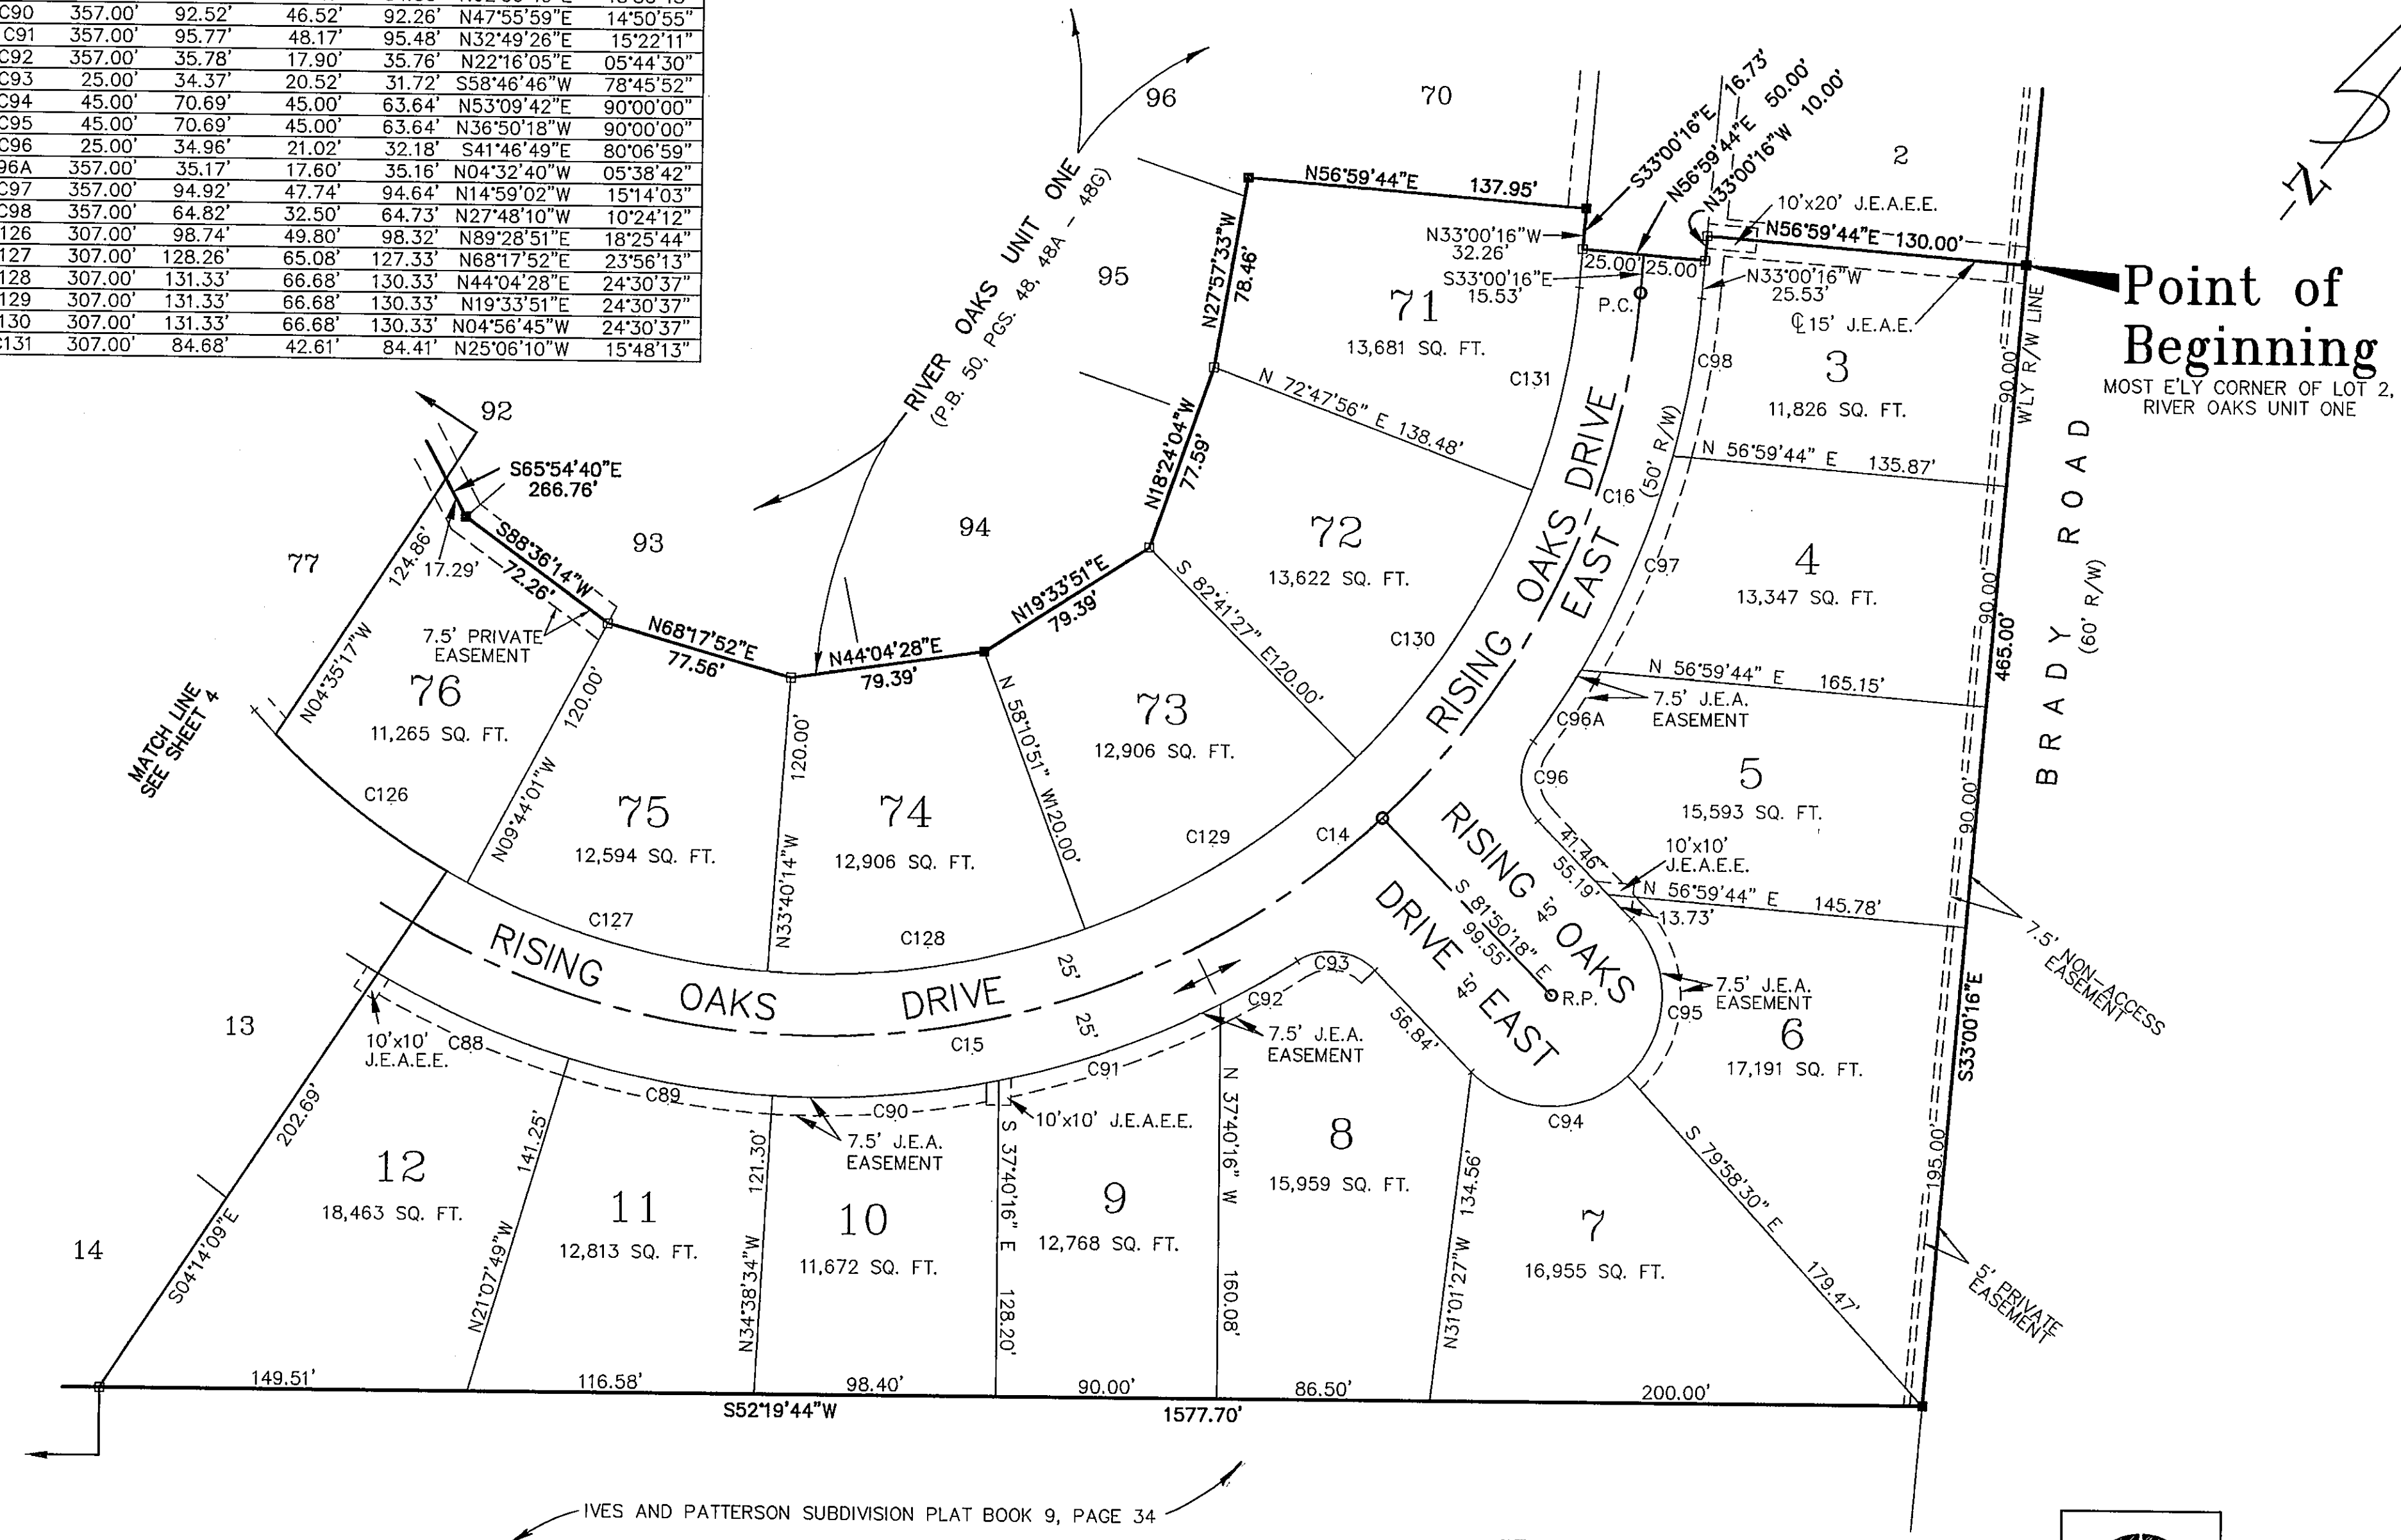 C90 357.00' 92.52' 46.52' 92.26' N47°55'59"E 14°50'55"
C91 357.00' 95.77' 48.17' 95.48' N32°49'26"E 15°22'11"
C92 357.00' 35.78' 17.90' 35.76' N22°16'05"E 05°44'30"
C93 25.00' 34.37' 20.52' 31.72' S58°46'46"W 78°45'52"
C94 45.00' 70.69' 45.00' 63.64' N53°09'42"E 90°00'00"
C95 45.00' 70.69' 45.00' 63.64' N36°50'18"W 90°00'00"
C96 25.00' 34.96' 21.02' 32.18' S41°46'49"E 80°06'59"
96A 357.00' 35.17' 17.60' 35.16' N04°32'40"W 05°38'42"
C97 357.00' 94.92' 47.74' 94.64' N14°59'02"W 15°14'03"
C98 357.00' 64.82' 32.50' 64.73' N27°48'10"W 10°24'12"
126 307.00' 98.74' 49.80' 98.32' N89°28'51"E 18°25'44"
127 307.00' 128.26' 65.08' 127.33' N68°17'52"E 23°56'13"
128 307.00' 131.33' 66.68' 130.33' N44°04'28"E 24°30'37"
129 307.00' 131.33' 66.68' 130.33' N19°33'51"E 24°30'37"
130 307.00' 131.33' 66.68' 130.33' N04°56'45"W 24°30'37"
131 307.00' 84.68' 42.61' 84.41' N25°06'10"W 15°48'13"
96
70
2
N
RIVER OAKS UNIT ONE
(P.B. 50, PGS. 48, 48A – 48G)
S33°00'16"E 16.73'
N56°59'44"E 50.00'
N33°00'16"W 10.00'
10'x20' J.E.A.E.E.
N56°59'44"E 137.95'
N56°59'44"E 130.00'
N33°00'16"W
32.26'
25.00' 25.00'
S33°00'16"E
15.53'
P.C.
N33°00'16"W
25.53'
℄ 15' J.E.A.E.
Point of
Beginning
MOST E'LY CORNER OF LOT 2,
RIVER OAKS UNIT ONE
95
N27°57'33"W
78.46'
71
13,681 SQ. FT.
C131
C98
3
11,826 SQ. FT.
90.00'
W'LY R/W LINE
N 72°47'56" E 138.48'
N 56°59'44" E 135.87'
92
S65°54'40"E
266.76'
93
94
N18°24'04"W
77.59'
72
13,622 SQ. FT.
RISING OAKS DRIVE
EAST
C16
(50' R/W)
C97
4
13,347 SQ. FT.
90.00'
465.00'
BRADY ROAD
(60' R/W)
77
124.86'
17.29'
S88°36'14"W
72.26'
7.5' PRIVATE
EASEMENT
N68°17'52"E
77.56'
N44°04'28"E
79.39'
N19°33'51"E
79.39'
S 82°41'27" E120.00'
C130
N 56°59'44" E 165.15'
7.5' J.E.A.
EASEMENT
C96A
N04°35'17"W
MATCH LINE
SEE SHEET 4
76
11,265 SQ. FT.
120.00'
N09°44'01"W
C126
75
12,594 SQ. FT.
120.00'
N33°40'14"W
74
12,906 SQ. FT.
N 58°10'51" W120.00'
73
12,906 SQ. FT.
C129
C14
C96
5
15,593 SQ. FT.
90.00'
41.46'
55.19'
10'x10'
J.E.A.E.E.
N 56°59'44" E 145.78'
13.73'
RISING OAKS
DRIVE EAST
45'
45'
S 81°50'18" E
99.55'
R.P.
C127
C128
RISING OAKS DRIVE
25'
25'
C15
C93
C92
56.84'
7.5' J.E.A.
EASEMENT
C95
7.5' NON-ACCESS
EASEMENT
S33°00'16"E
6
17,191 SQ. FT.
13
10'x10'
J.E.A.E.E.
C88
C89
C90
C91
7.5' J.E.A.
EASEMENT
7.5' J.E.A.
EASEMENT
10'x10' J.E.A.E.E.
C94
202.69'
12
18,463 SQ. FT.
141.25'
N21°07'49"W
11
12,813 SQ. FT.
121.30'
N34°38'34"W
10
11,672 SQ. FT.
S 37°40'16" E 128.20'
9
12,768 SQ. FT.
N 37°40'16" W 160.08'
8
15,959 SQ. FT.
N31°01'27"W 134.56'
7
16,955 SQ. FT.
S 79°58'30" E 179.47'
195.00'
5' PRIVATE
EASEMENT
14
S04°14'09"E
149.51' 116.58' 98.40' 90.00' 86.50' 200.00'
S52°19'44"W 1577.70'
IVES AND PATTERSON SUBDIVISION PLAT BOOK 9, PAGE 34